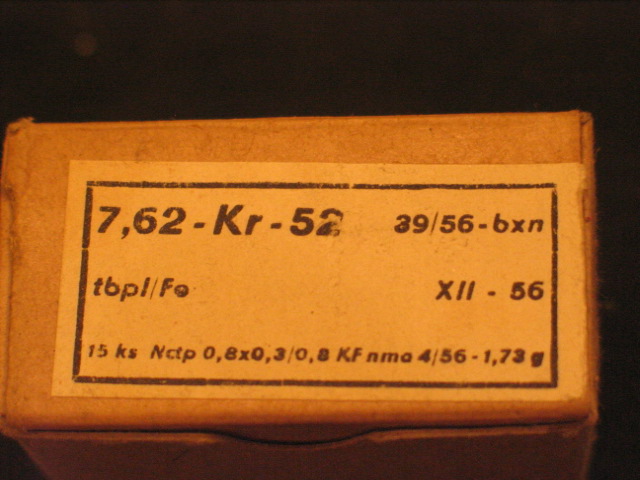 7,62-Kr-52 39/56-bxn
tbpl/Fe XII - 56
15 ks Nctp 0,8x0,3/0,8 KF nma 4/56-1,73 g